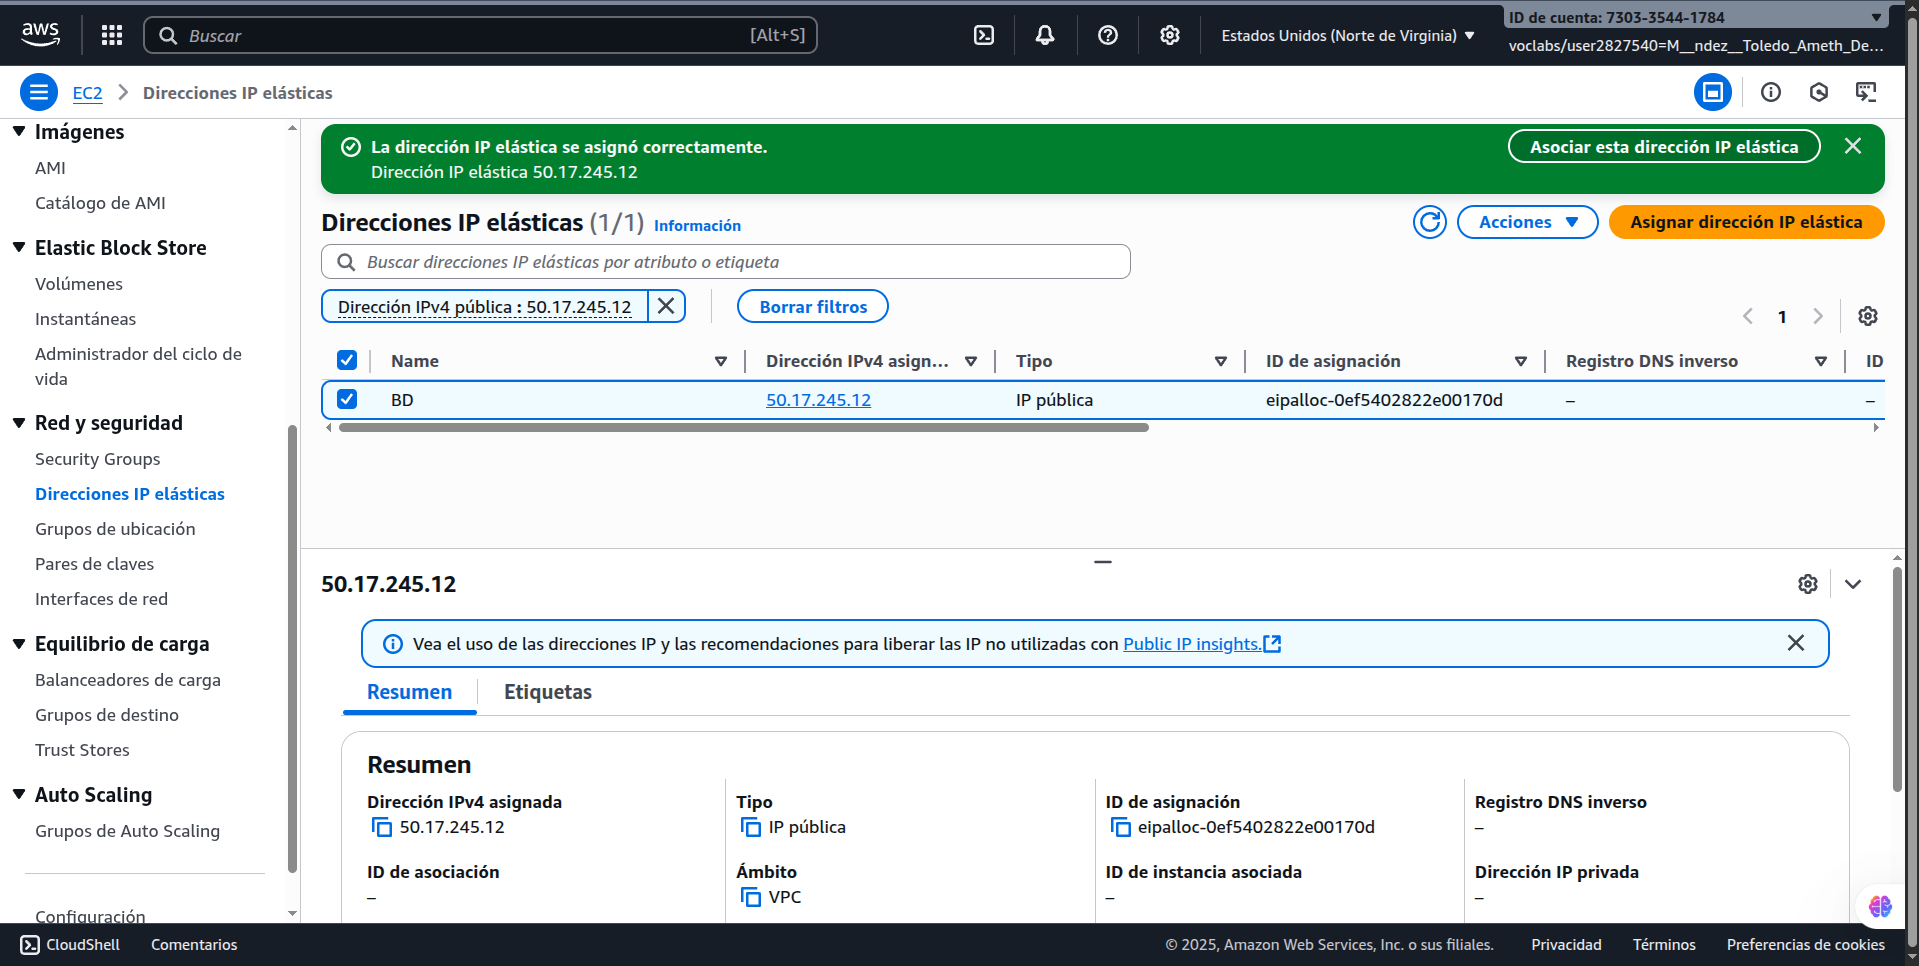 aws
Buscar
[Alt+S]
Estados Unidos (Norte de Virginia)
ID de cuenta: 7303-3544-1784
voclabs/user2827540=M__ndez__Toledo_Ameth_De...
EC2
Direcciones IP elásticas
Imágenes
AMI
Catálogo de AMI
Elastic Block Store
Volúmenes
Instantáneas
Administrador del ciclo de
vida
Red y seguridad
Security Groups
Direcciones IP elásticas
Grupos de ubicación
Pares de claves
Interfaces de red
Equilibrio de carga
Balanceadores de carga
Grupos de destino
Trust Stores
Auto Scaling
Grupos de Auto Scaling
Configuración
La dirección IP elástica se asignó correctamente.
Dirección IP elástica 50.17.245.12
Asociar esta dirección IP elástica
Direcciones IP elásticas (1/1) Información
Acciones
Asignar dirección IP elástica
Buscar direcciones IP elásticas por atributo o etiqueta
Dirección IPv4 pública : 50.17.245.12
Borrar filtros
1
Name Dirección IPv4 asign... Tipo ID de asignación Registro DNS inverso ID
BD 50.17.245.12 IP pública eipalloc-0ef5402822e00170d – –
50.17.245.12
Vea el uso de las direcciones IP y las recomendaciones para liberar las IP no utilizadas con Public IP insights.
Resumen
Etiquetas
Resumen
Dirección IPv4 asignada
50.17.245.12
Tipo
IP pública
ID de asignación
eipalloc-0ef5402822e00170d
Registro DNS inverso
–
ID de asociación
–
Ámbito
VPC
ID de instancia asociada
–
Dirección IP privada
–
CloudShell
Comentarios
© 2025, Amazon Web Services, Inc. o sus filiales.
Privacidad
Términos
Preferencias de cookies